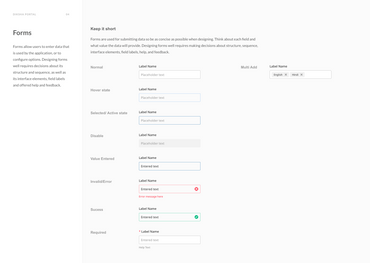 Forms
Forms allow users to enter data that
is used by the application, or to
configure options. Designing forms
well requires decisions about its
structure and sequence, as well as
its interface elements, field labels
and offered help and feedback.
Keep it short
Forms are used for submitting data so be as concise as possible when designing. Think about each field and
what value the data will provide. Designing forms well requires making decisions about structure, sequence,
interface elements, field labels, help, and feedback.
Normal
Label Name
Placeholder text
Multi Add
Label Name
English
Hindi
Hover state
Label Name
Placeholder text
Selected/ Active state
Label Name
Placeholder text
Disable
Label Name
Placeholder text
Value Entered
Label Name
Entered text
Invalid/Error
Label Name
Entered text
Error message label
Success
Label Name
Entered text
Required
* Label Name
Entered text
Help Text